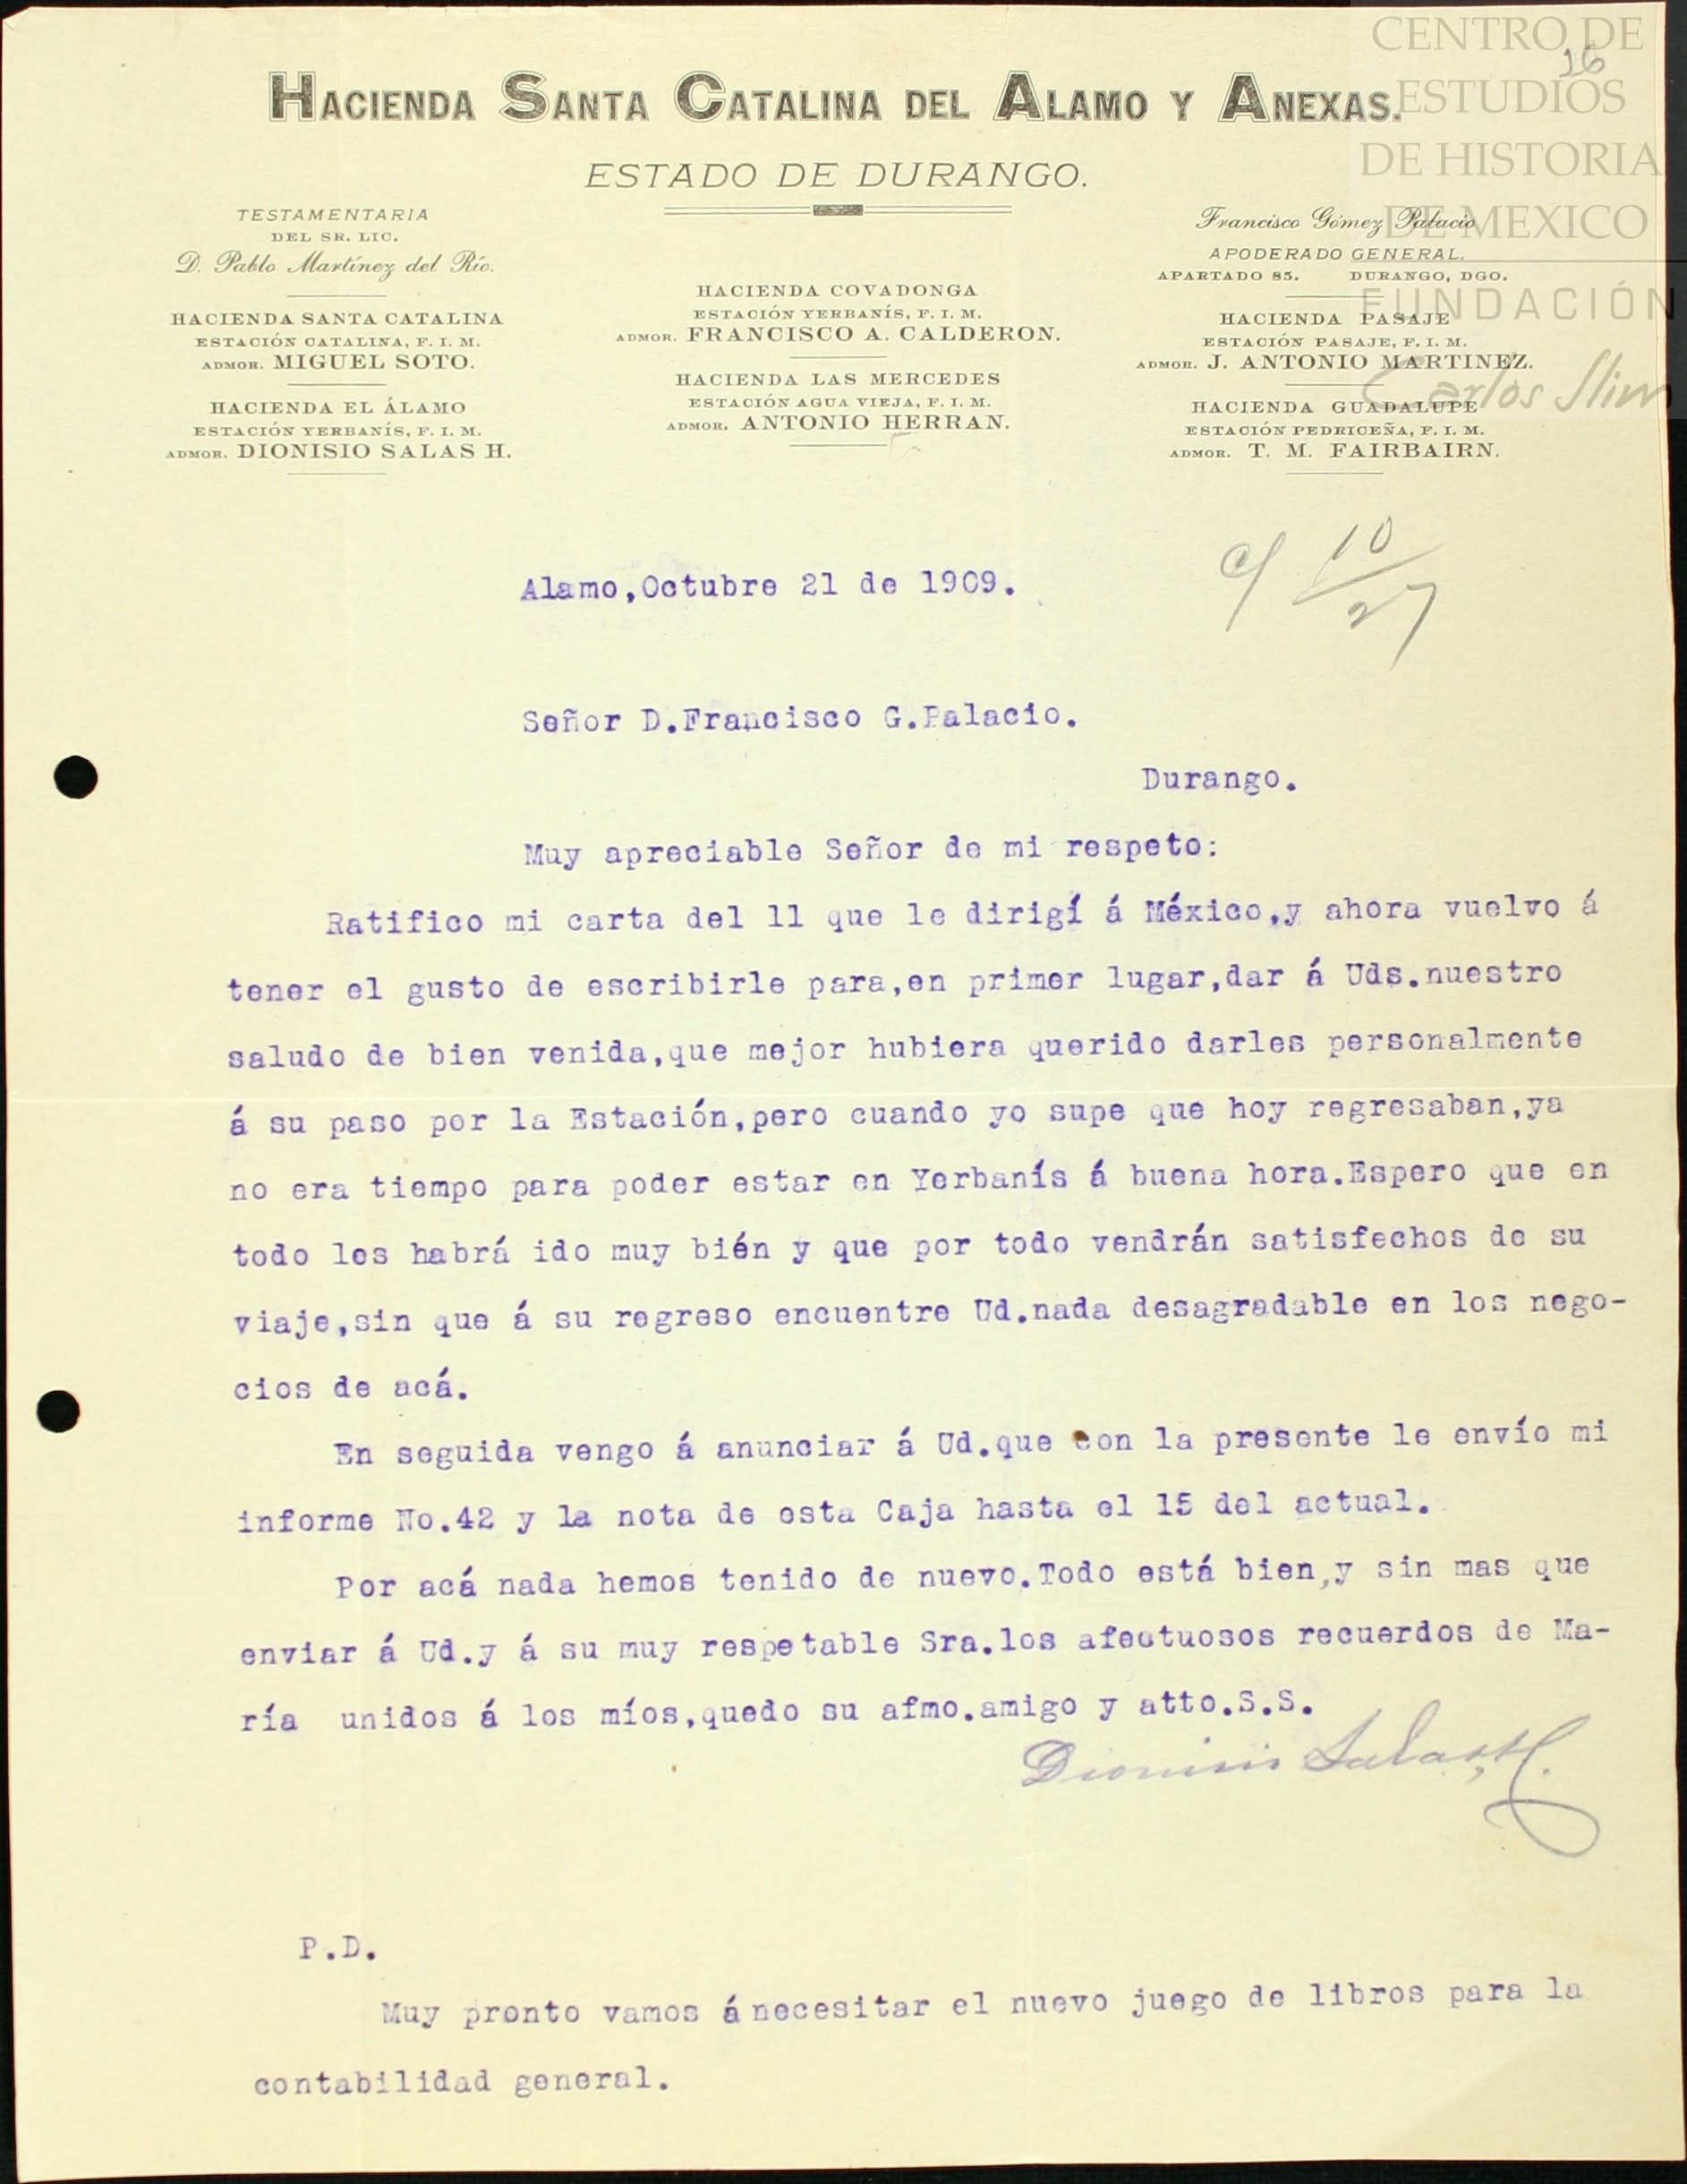 CENTRO DE
ESTUDIOS
DE HISTORIA
DE MEXICO
FUNDACIÓN
Carlos Slim
16
HACIENDA SANTA CATALINA DEL ALAMO Y ANEXAS.
ESTADO DE DURANGO.
TESTAMENTARIA
DEL SR. LIC.
D. Pablo Martínez del Río.
HACIENDA SANTA CATALINA
ESTACIÓN CATALINA, F. I. M.
ADMOR. MIGUEL SOTO.
HACIENDA EL ÁLAMO
ESTACIÓN YERBANÍS, F. I. M.
ADMOR. DIONISIO SALAS H.
HACIENDA COVADONGA
ESTACIÓN YERBANÍS, F. I. M.
ADMOR. FRANCISCO A. CALDERON.
HACIENDA LAS MERCEDES
ESTACIÓN AGUA VIEJA, F. I. M.
ADMOR. ANTONIO HERRAN.
Francisco Gómez Palacio
APODERADO GENERAL.
APARTADO 85. DURANGO, DGO.
HACIENDA PASAJE
ESTACIÓN PASAJE, F. I. M.
ADMOR. J. ANTONIO MARTINEZ.
HACIENDA GUADALUPE
ESTACIÓN PEDRICEÑA, F. I. M.
ADMOR. T. M. FAIRBAIRN.
c/ 10/27
Alamo,Octubre 21 de 1909.
Señor D.Francisco G.Palacio.
Durango.
Muy apreciable Señor de mi respeto:
Ratifico mi carta del 11 que le dirigí á México,y ahora vuelvo á
tener el gusto de escribirle para,en primer lugar,dar á Uds.nuestro
saludo de bien venida,que mejor hubiera querido darles personalmente
á su paso por la Estación,pero cuando yo supe que hoy regresaban,ya
no era tiempo para poder estar en Yerbanís á buena hora.Espero que en
todo les habrá ido muy bién y que por todo vendrán satisfechos de su
viaje,sin que á su regreso encuentre Ud.nada desagradable en los nego-
cios de acá.
En seguida vengo á anunciar á Ud.que con la presente le envío mi
informe No.42 y la nota de esta Caja hasta el 15 del actual.
Por acá nada hemos tenido de nuevo.Todo está bien,y sin mas que
enviar á Ud.y á su muy respetable Sra.los afectuosos recuerdos de Ma-
ría unidos á los míos,quedo su afmo.amigo y atto.S.S.
Dionisio Salas H.
P.D.
Muy pronto vamos á necesitar el nuevo juego de libros para la
contabilidad general.